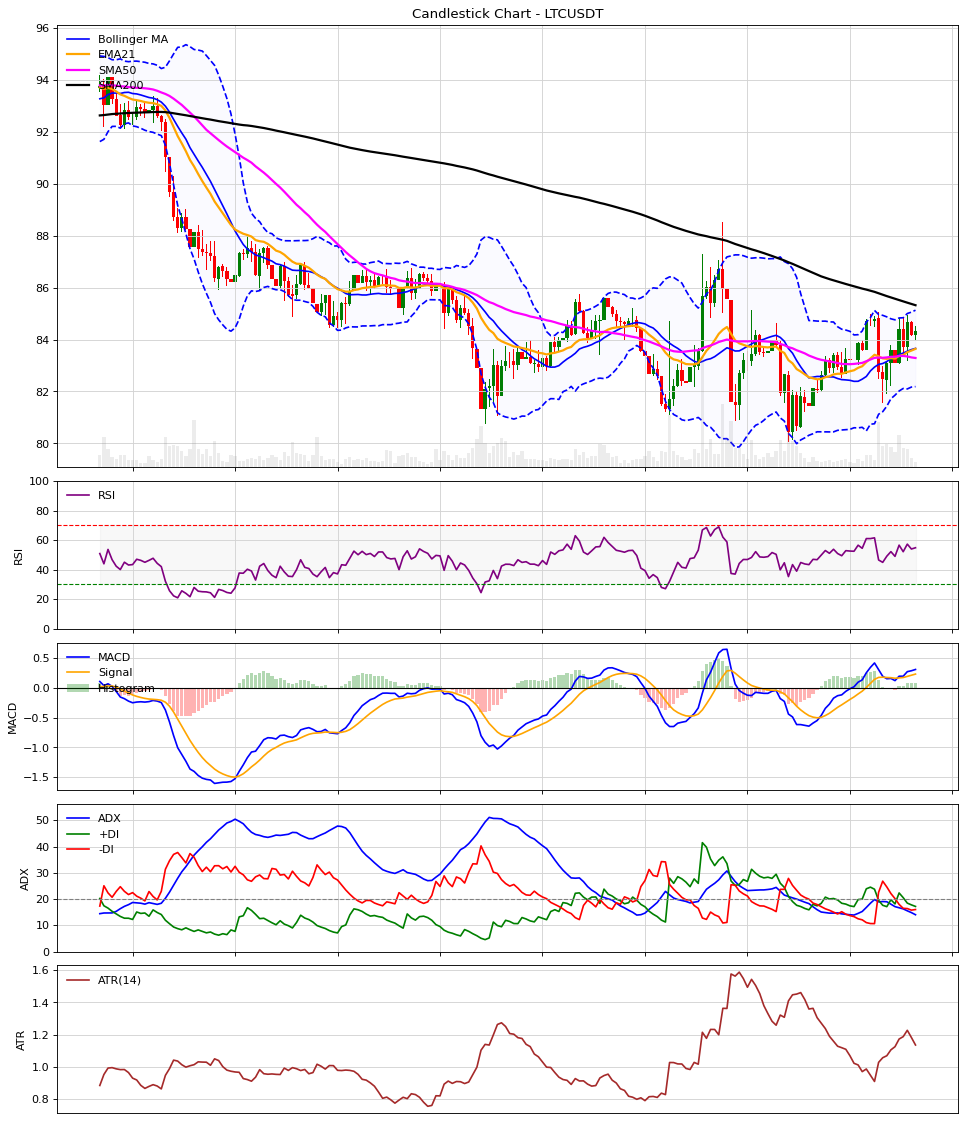 Candlestick Chart - LTCUSDT
96
94
92
90
88
86
84
82
80
Bollinger MA
EMA21
SMA50
SMA200
100
80
60
40
20
0
RSI
RSI
0.5
0.0
−0.5
−1.0
−1.5
MACD
MACD
Signal
Histogram
50
40
30
20
10
0
ADX
ADX
+DI
-DI
1.6
1.4
1.2
1.0
0.8
ATR
ATR(14)